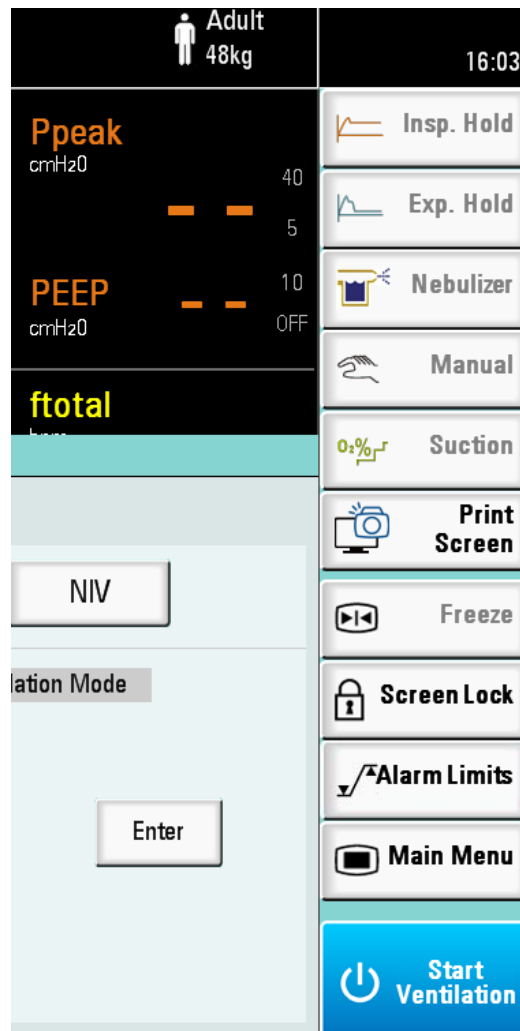 Adult
48kg
16:03
Ppeak
cmH2O
40
5
PEEP
cmH2O
10
OFF
ftotal
NIV
lation Mode
Enter
Insp. Hold
Exp. Hold
Nebulizer
Manual
O2%
Suction
Print
Screen
Freeze
Screen Lock
Alarm Limits
Main Menu
Start
Ventilation